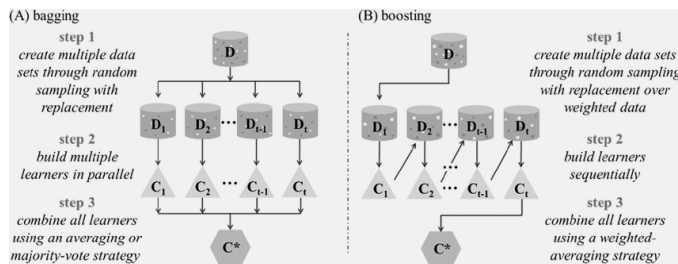 (A) bagging
step 1
create multiple data
sets through random
sampling with
replacement
step 2
build multiple
learners in parallel
step 3
combine all learners
using an averaging or
majority-vote strategy
D
D₁ D₂ ••• Dₜ₋₁ Dₜ
C₁ C₂ ••• Cₜ₋₁ Cₜ
C*
(B) boosting
D
D₁ D₂ ••• Dₜ₋₁ Dₜ
•••
C₁ C₂ ••• Cₜ₋₁ Cₜ
C*
step 1
create multiple data sets
through random sampling
with replacement over
weighted data
step 2
build learners
sequentially
step 3
combine all learners
using a weighted-
averaging strategy